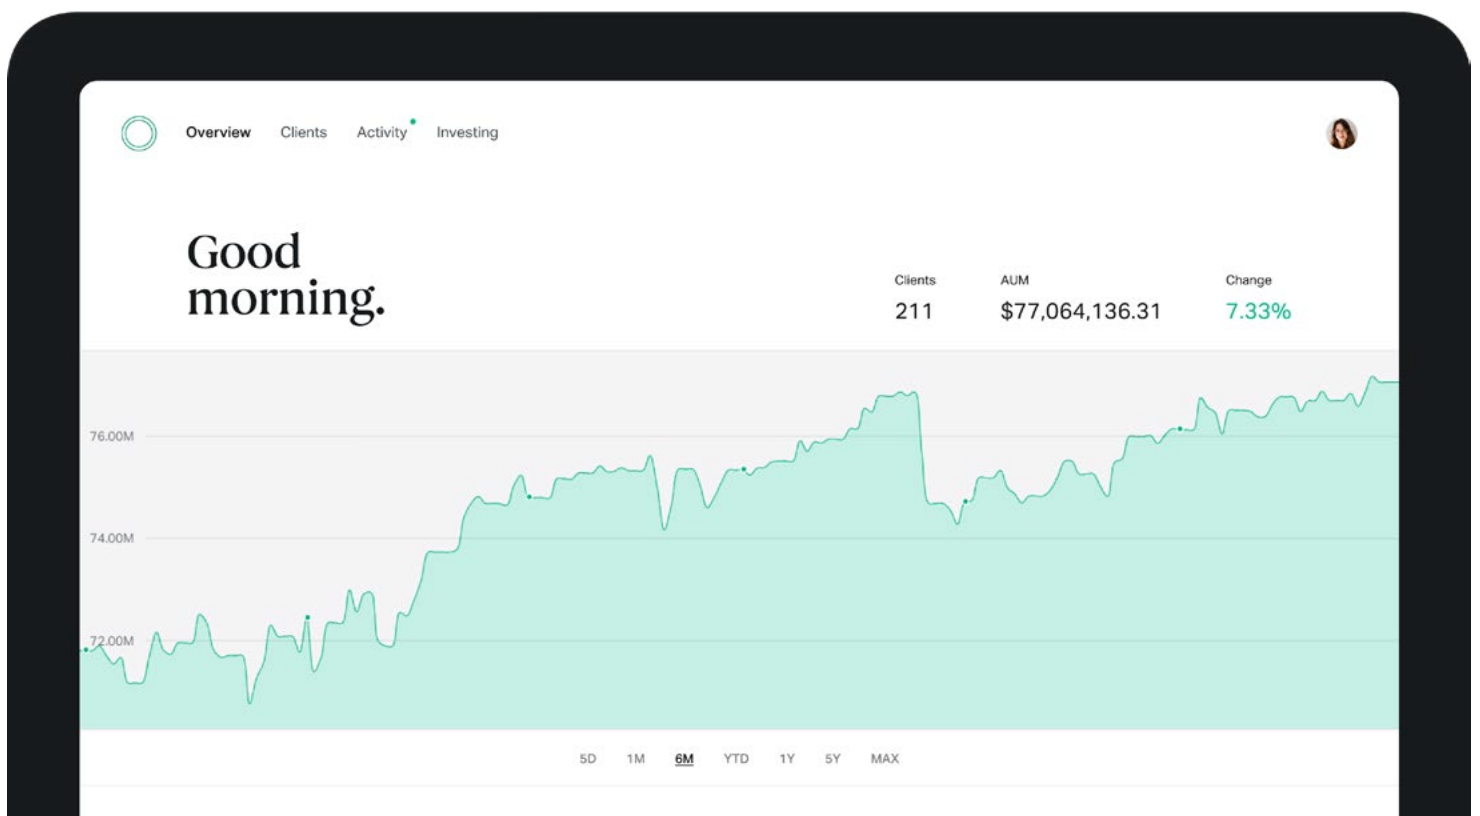 Overview Clients Activity Investing
Good
morning.
Clients AUM Change
211 $77,064,136.31 7.33%
76.00M
74.00M
72.00M
5D 1M 6M YTD 1Y 5Y MAX